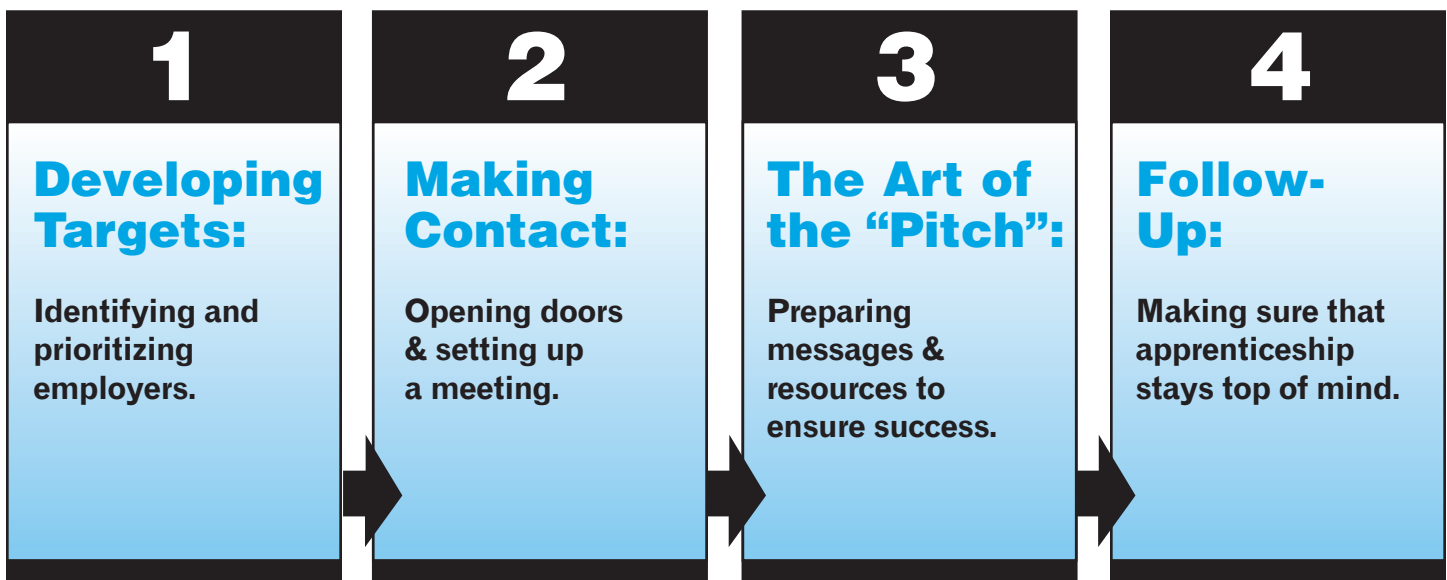 1
Developing
Targets:
Identifying and
prioritizing
employers.
2
Making
Contact:
Opening doors
& setting up
a meeting.
3
The Art of
the “Pitch”:
Preparing
messages &
resources to
ensure success.
4
Follow-
Up:
Making sure that
apprenticeship
stays top of mind.